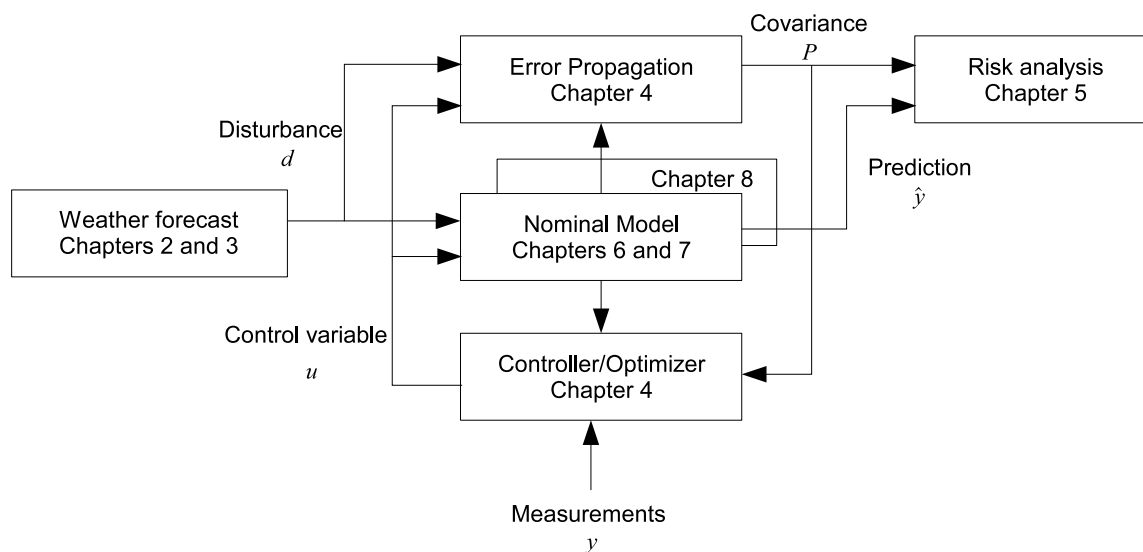 Covariance
P
Error Propagation
Chapter 4
Risk analysis
Chapter 5
Disturbance
d
Chapter 8
Prediction
ŷ
Weather forecast
Chapters 2 and 3
Nominal Model
Chapters 6 and 7
Control variable
u
Controller/Optimizer
Chapter 4
Measurements
y